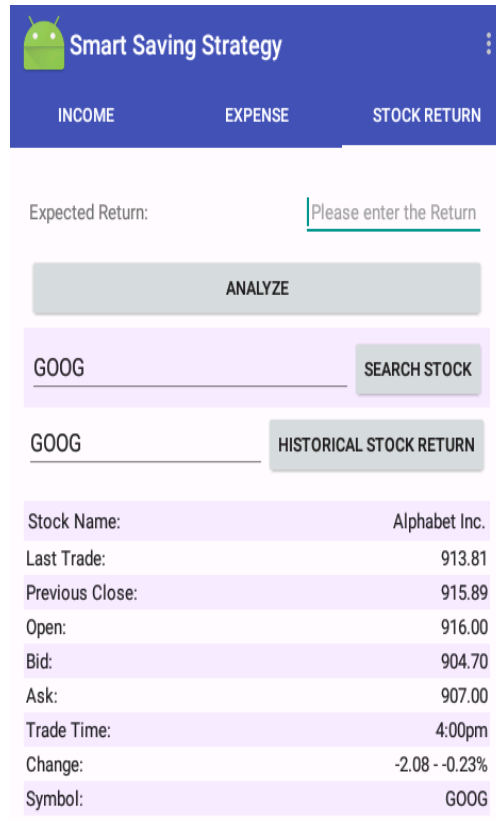 Smart Saving Strategy
INCOME EXPENSE STOCK RETURN
Expected Return: Please enter the Return
ANALYZE
GOOG SEARCH STOCK
GOOG HISTORICAL STOCK RETURN
Stock Name: Alphabet Inc.
Last Trade: 913.81
Previous Close: 915.89
Open: 916.00
Bid: 904.70
Ask: 907.00
Trade Time: 4:00pm
Change: -2.08 - -0.23%
Symbol: GOOG